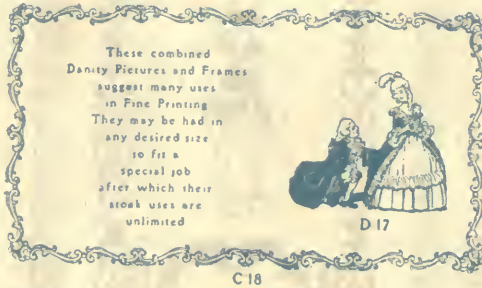 These combined
Danity Pictures and Frames
suggest many uses
in Fine Printing
They may be had in
any desired size
to fit a
special job
after which their
stock uses are
unlimited
D 17
C 18